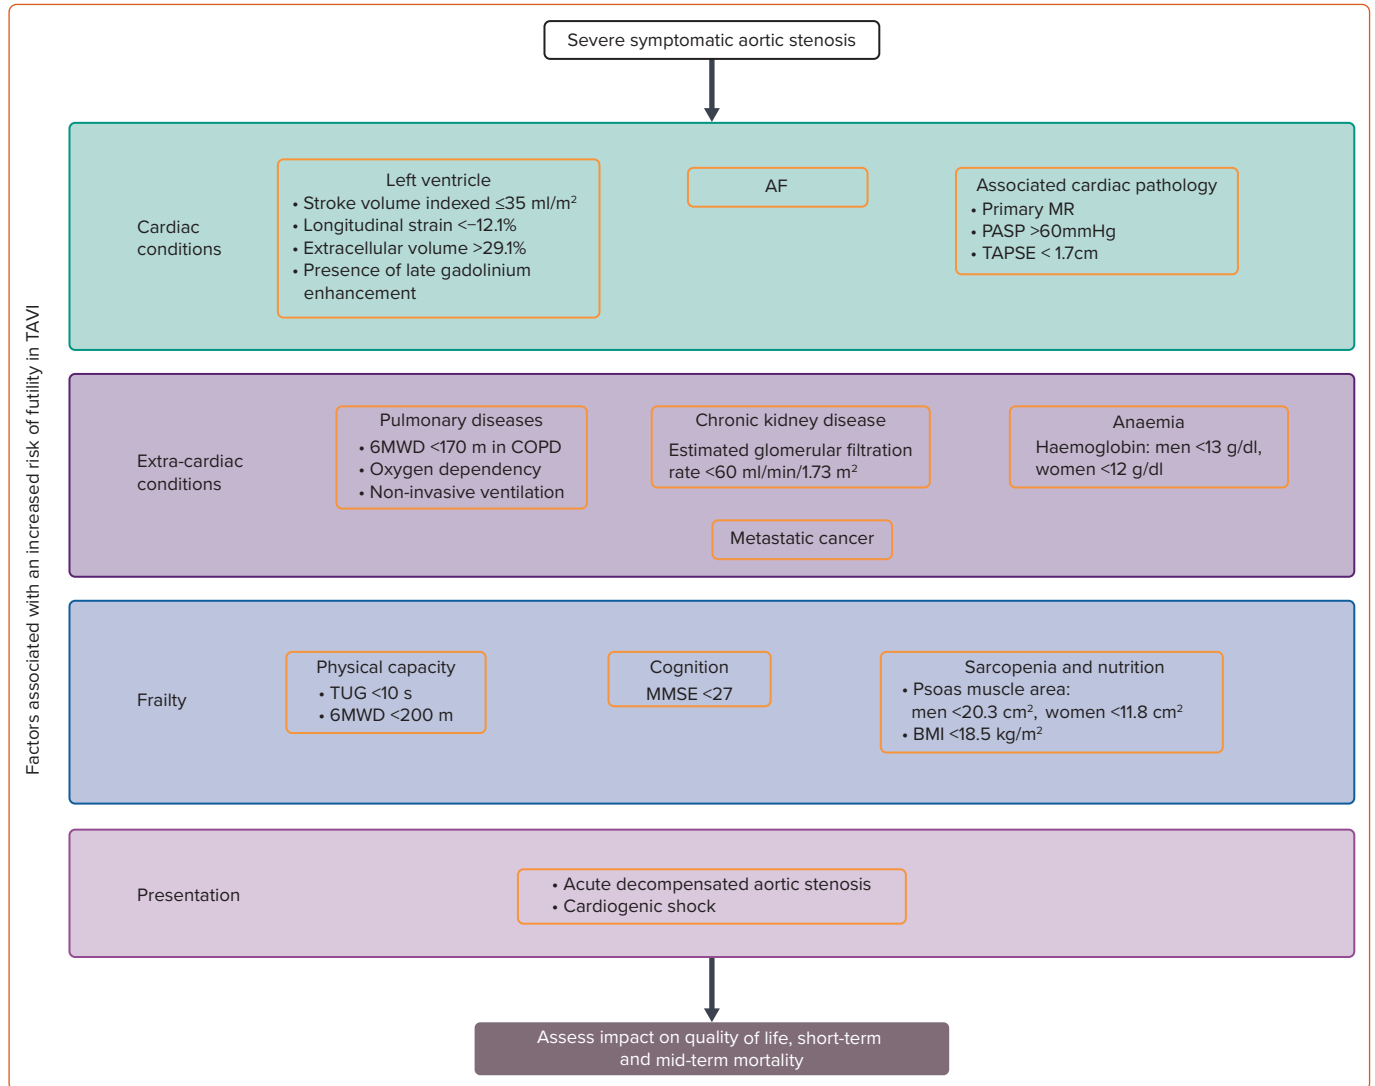 Severe symptomatic aortic stenosis
Factors associated with an increased risk of futility in TAVI
Cardiac
conditions
Left ventricle
• Stroke volume indexed ≤35 ml/m²
• Longitudinal strain <−12.1%
• Extracellular volume >29.1%
• Presence of late gadolinium
enhancement
AF
Associated cardiac pathology
• Primary MR
• PASP >60mmHg
• TAPSE < 1.7cm
Extra-cardiac
conditions
Pulmonary diseases
• 6MWD <170 m in COPD
• Oxygen dependency
• Non-invasive ventilation
Chronic kidney disease
Estimated glomerular filtration
rate <60 ml/min/1.73 m²
Anaemia
Haemoglobin: men <13 g/dl,
women <12 g/dl
Metastatic cancer
Frailty
Physical capacity
• TUG <10 s
• 6MWD <200 m
Cognition
MMSE <27
Sarcopenia and nutrition
• Psoas muscle area:
men <20.3 cm², women <11.8 cm²
• BMI <18.5 kg/m²
Presentation
• Acute decompensated aortic stenosis
• Cardiogenic shock
Assess impact on quality of life, short-term
and mid-term mortality